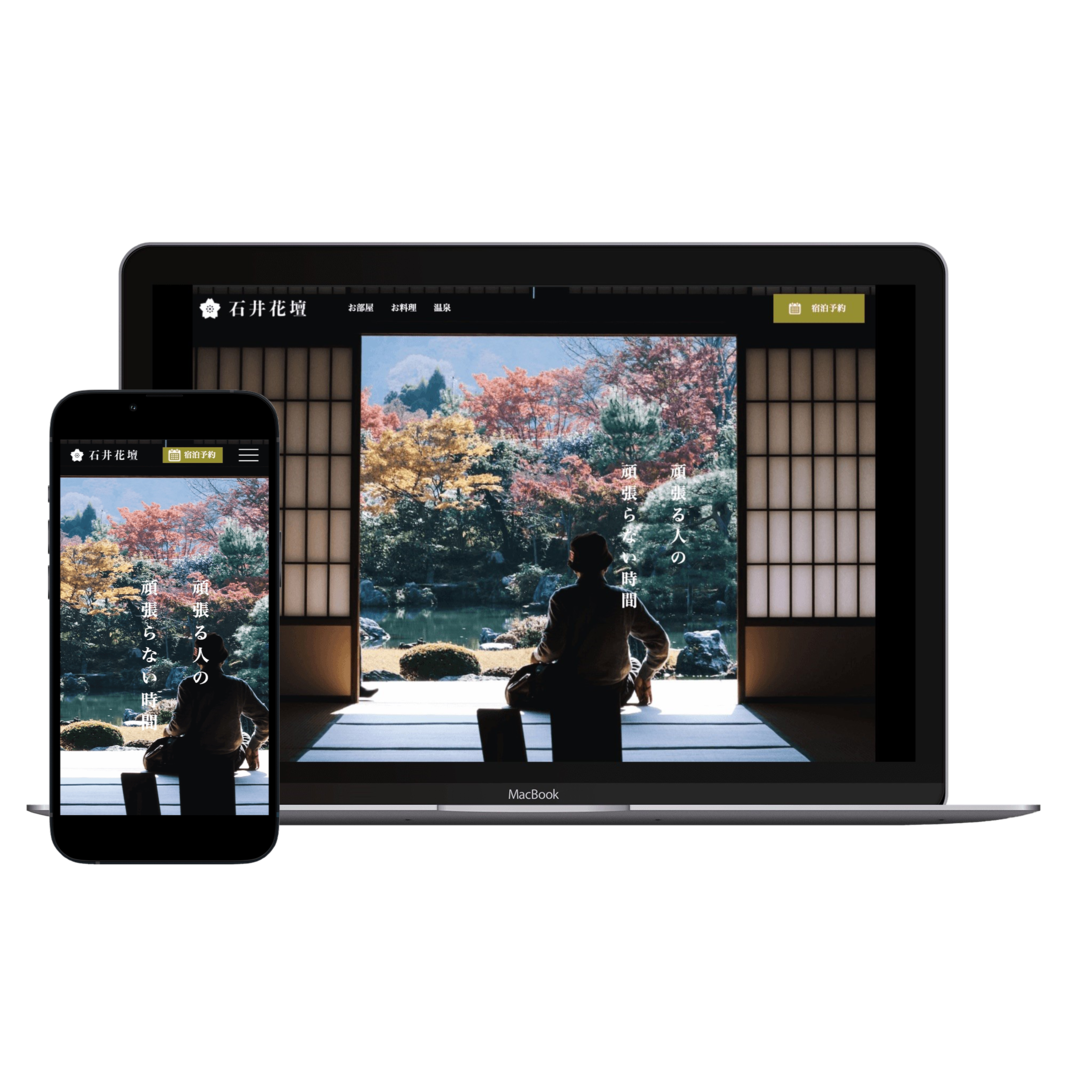 石井花壇
お部屋 お料理 温泉
宿泊予約
頑張る人の
頑張らない時間
石井花壇
宿泊予約
頑張る人の
頑張らない時間
MacBook